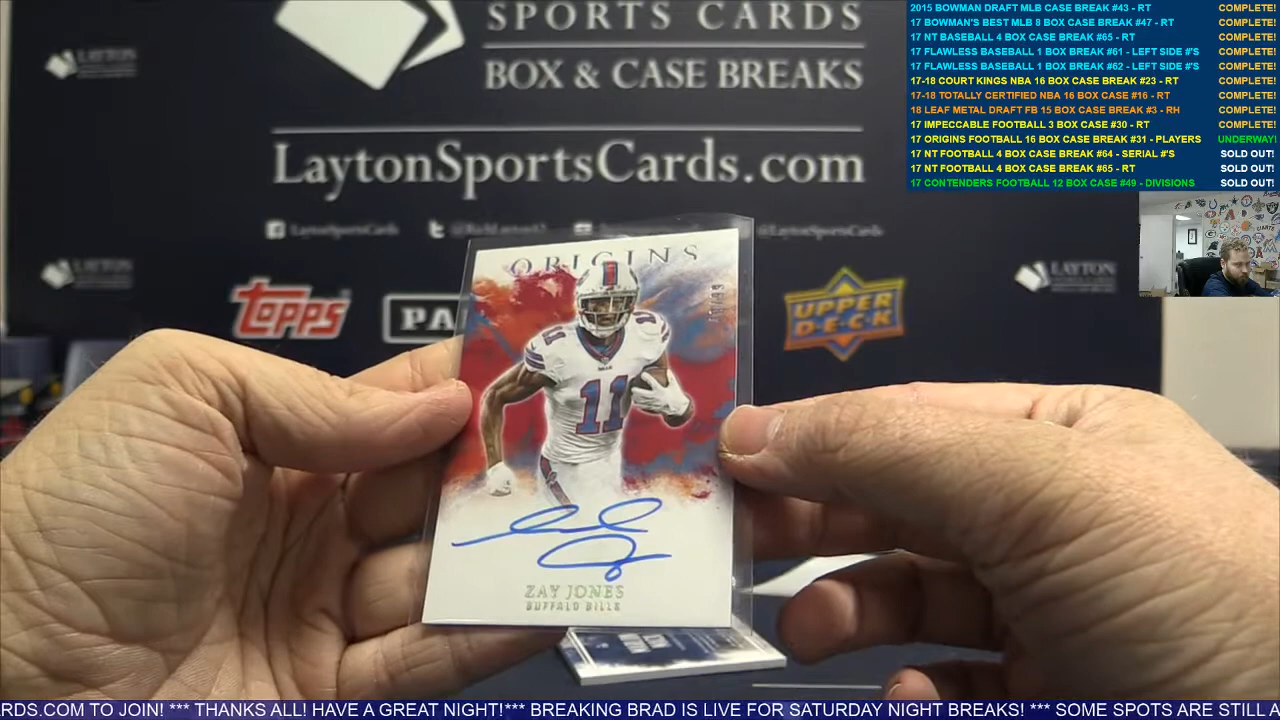 SPORTS CARDS
BOX & CASE BREAKS
LaytonSportsCards.com
LaytonSportsCards
LAYTON
LAYTON
LAYTON
topps
PA
UPPER
DECK
ORIGINS
11
11
ZAY JONES
BUFFALO BILLS
2015 BOWMAN DRAFT MLB CASE BREAK #43 - RT COMPLETE!
17 BOWMAN'S BEST MLB 8 BOX CASE BREAK #47 - RT COMPLETE!
17 NT BASEBALL 4 BOX CASE BREAK #65 - RT COMPLETE!
17 FLAWLESS BASEBALL 1 BOX BREAK #61 - LEFT SIDE #'S COMPLETE!
17 FLAWLESS BASEBALL 1 BOX BREAK #62 - LEFT SIDE #'S COMPLETE!
17-18 COURT KINGS NBA 16 BOX CASE BREAK #23 - RT COMPLETE!
17-18 TOTALLY CERTIFIED NBA 16 BOX CASE #16 - RT COMPLETE!
18 LEAF METAL DRAFT FB 15 BOX CASE BREAK #3 - RH COMPLETE!
17 IMPECCABLE FOOTBALL 3 BOX CASE #30 - RT COMPLETE!
17 ORIGINS FOOTBALL 16 BOX CASE BREAK #31 - PLAYERS UNDERWAY!
17 NT FOOTBALL 4 BOX CASE BREAK #64 - SERIAL #'S SOLD OUT!
17 NT FOOTBALL 4 BOX CASE BREAK #65 - RT SOLD OUT!
17 CONTENDERS FOOTBALL 12 BOX CASE #49 - DIVISIONS SOLD OUT!
RDS.COM TO JOIN! *** THANKS ALL! HAVE A GREAT NIGHT!*** BREAKING BRAD IS LIVE FOR SATURDAY NIGHT BREAKS! *** SOME SPOTS ARE STILL A